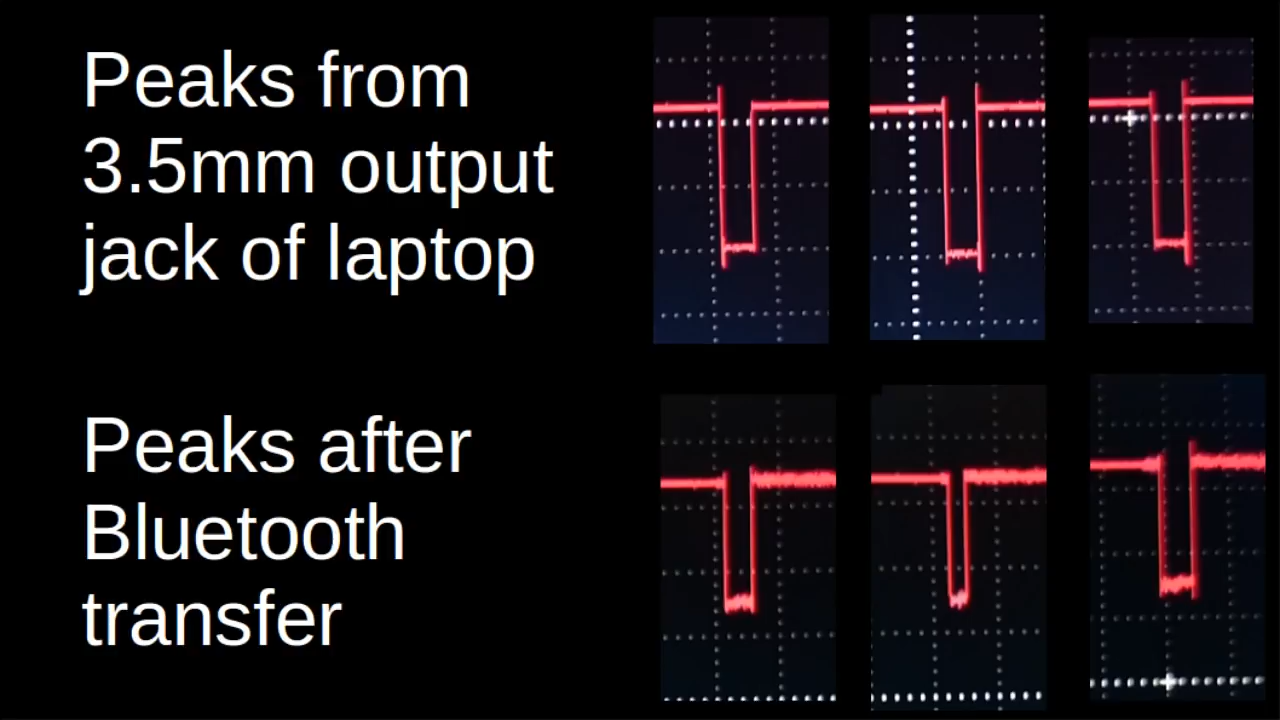 Peaks from
3.5mm output
jack of laptop
Peaks after
Bluetooth
transfer